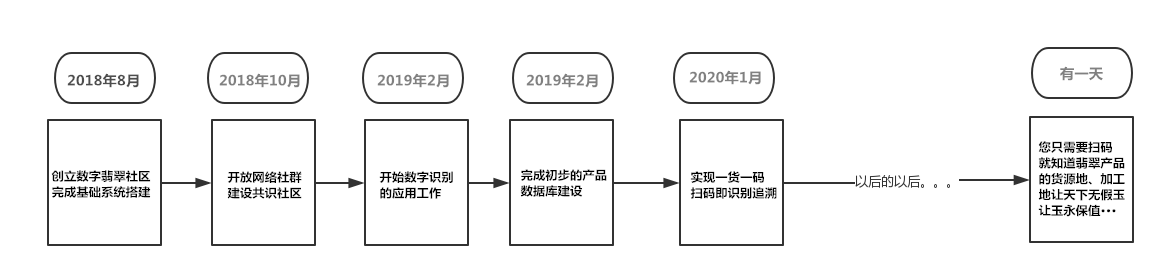 2018年8月
2018年10月
2019年2月
2019年2月
2020年1月
有一天
创立数字翡翠社区
完成基础系统搭建
开放网络社群
建设共识社区
开始数字识别
的应用工作
完成初步的产品
数据库建设
实现一货一码
扫码即识别追溯
以后的以后。。。
您只需要扫码
就知道翡翠产品
的货源地、加工
地让天下无假玉
让玉永保值•••